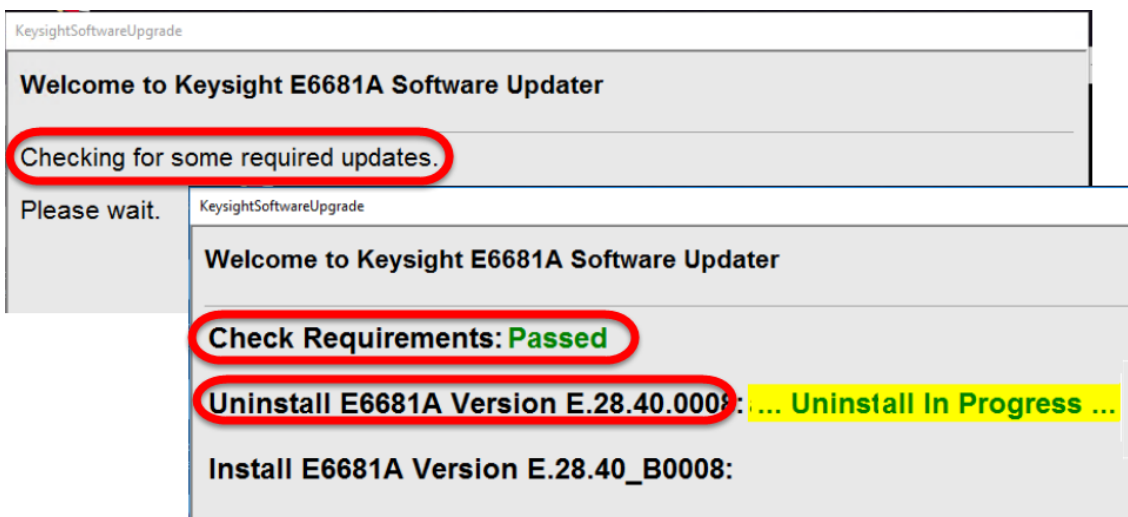 KeysightSoftwareUpgrade
Welcome to Keysight E6681A Software Updater
Checking for some required updates.
Please wait.
KeysightSoftwareUpgrade
Welcome to Keysight E6681A Software Updater
Check Requirements: Passed
Uninstall E6681A Version E.28.40.0008: ... Uninstall In Progress ...
Install E6681A Version E.28.40_B0008: